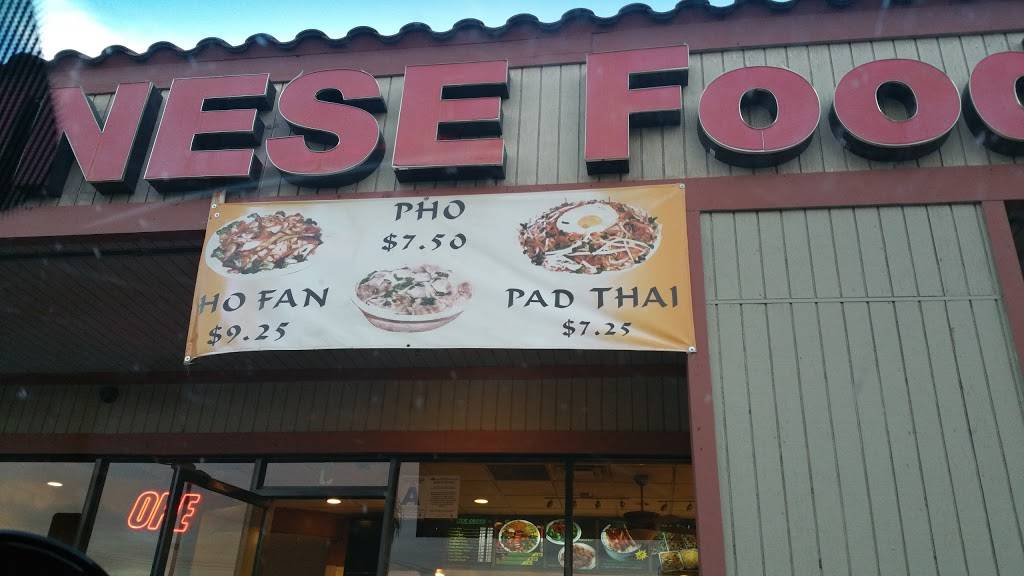 NESE FOO
PHO
$7.50
HO FAN
$9.25
PAD THAI
$7.25
OPE
A